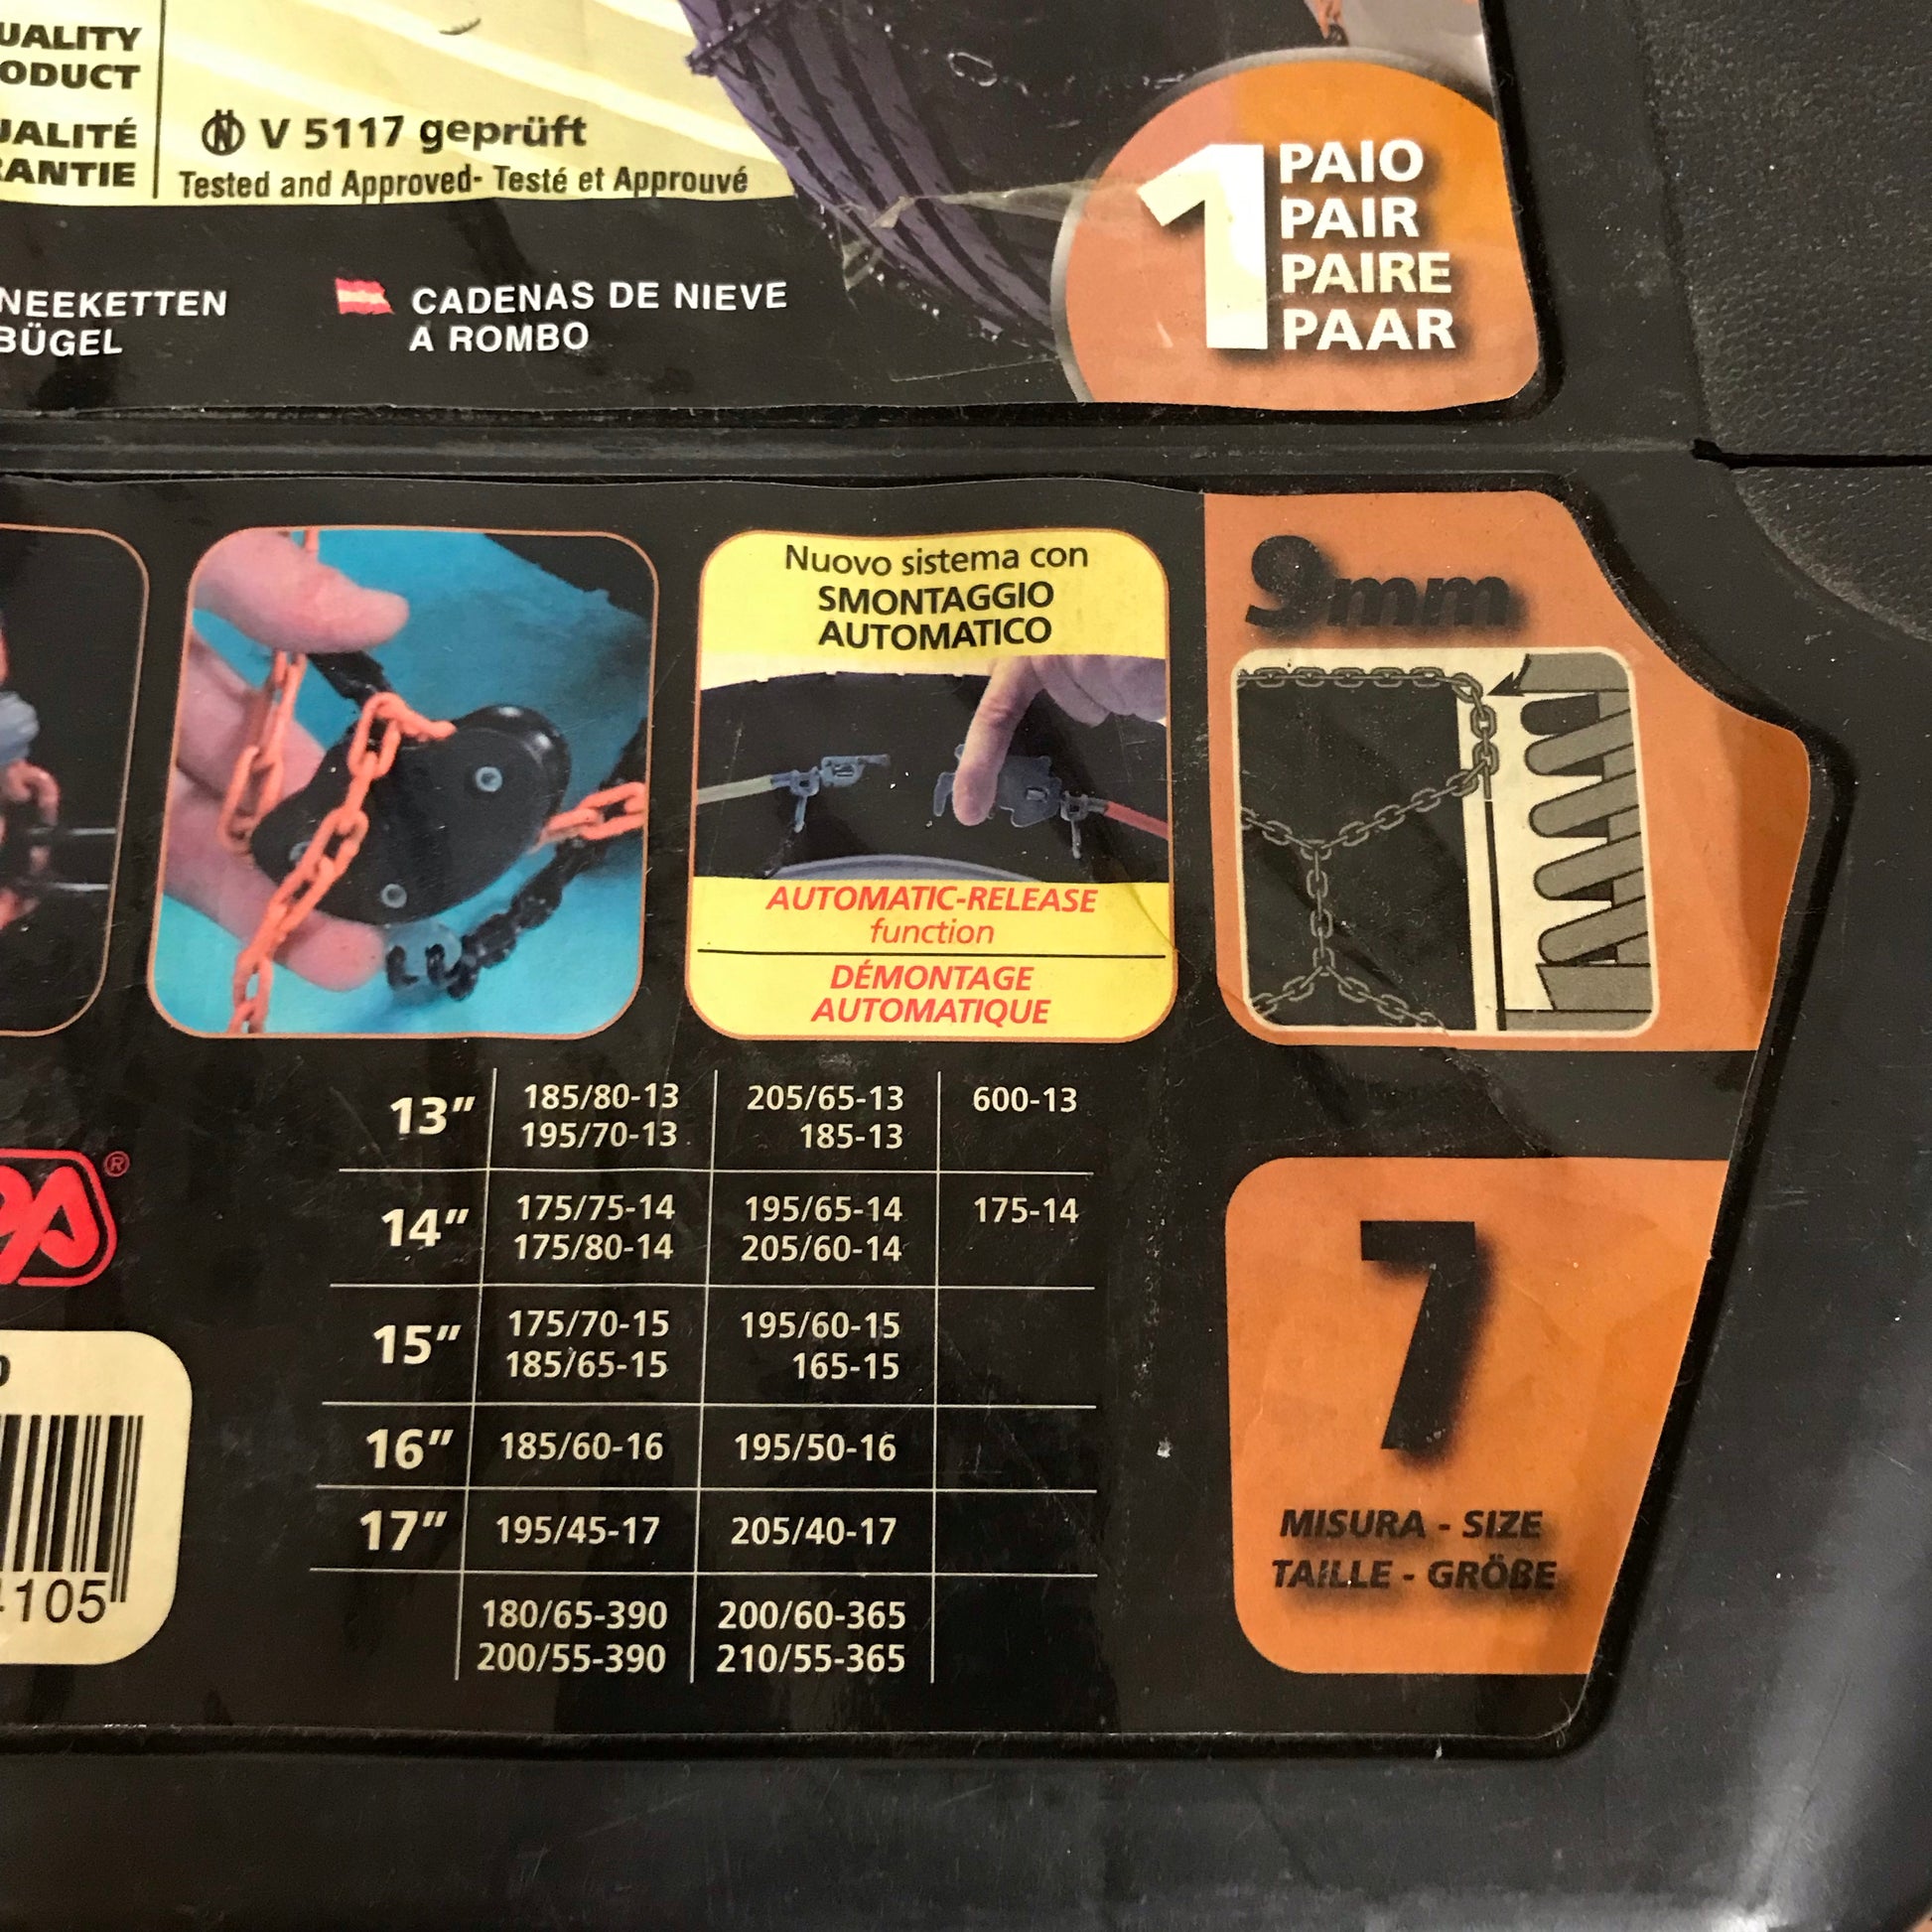 UALITY
ODUCT
UALITÉ
RANTIE
V 5117 geprüft
Tested and Approved- Testé et Approuvé
1
PAIO
PAIR
PAIRE
PAAR
NEEKETTEN
BÜGEL
CADENAS DE NIEVE
A ROMBO
Nuovo sistema con
SMONTAGGIO
AUTOMATICO
AUTOMATIC-RELEASE
function
DÉMONTAGE
AUTOMATIQUE
9mm
13" 185/80-13 205/65-13 600-13
195/70-13 185-13
14" 175/75-14 195/65-14 175-14
175/80-14 205/60-14
15" 175/70-15 195/60-15
185/65-15 165-15
16" 185/60-16 195/50-16
17" 195/45-17 205/40-17
180/65-390 200/60-365
200/55-390 210/55-365
®
4105
7
MISURA - SIZE
TAILLE - GRÖßE